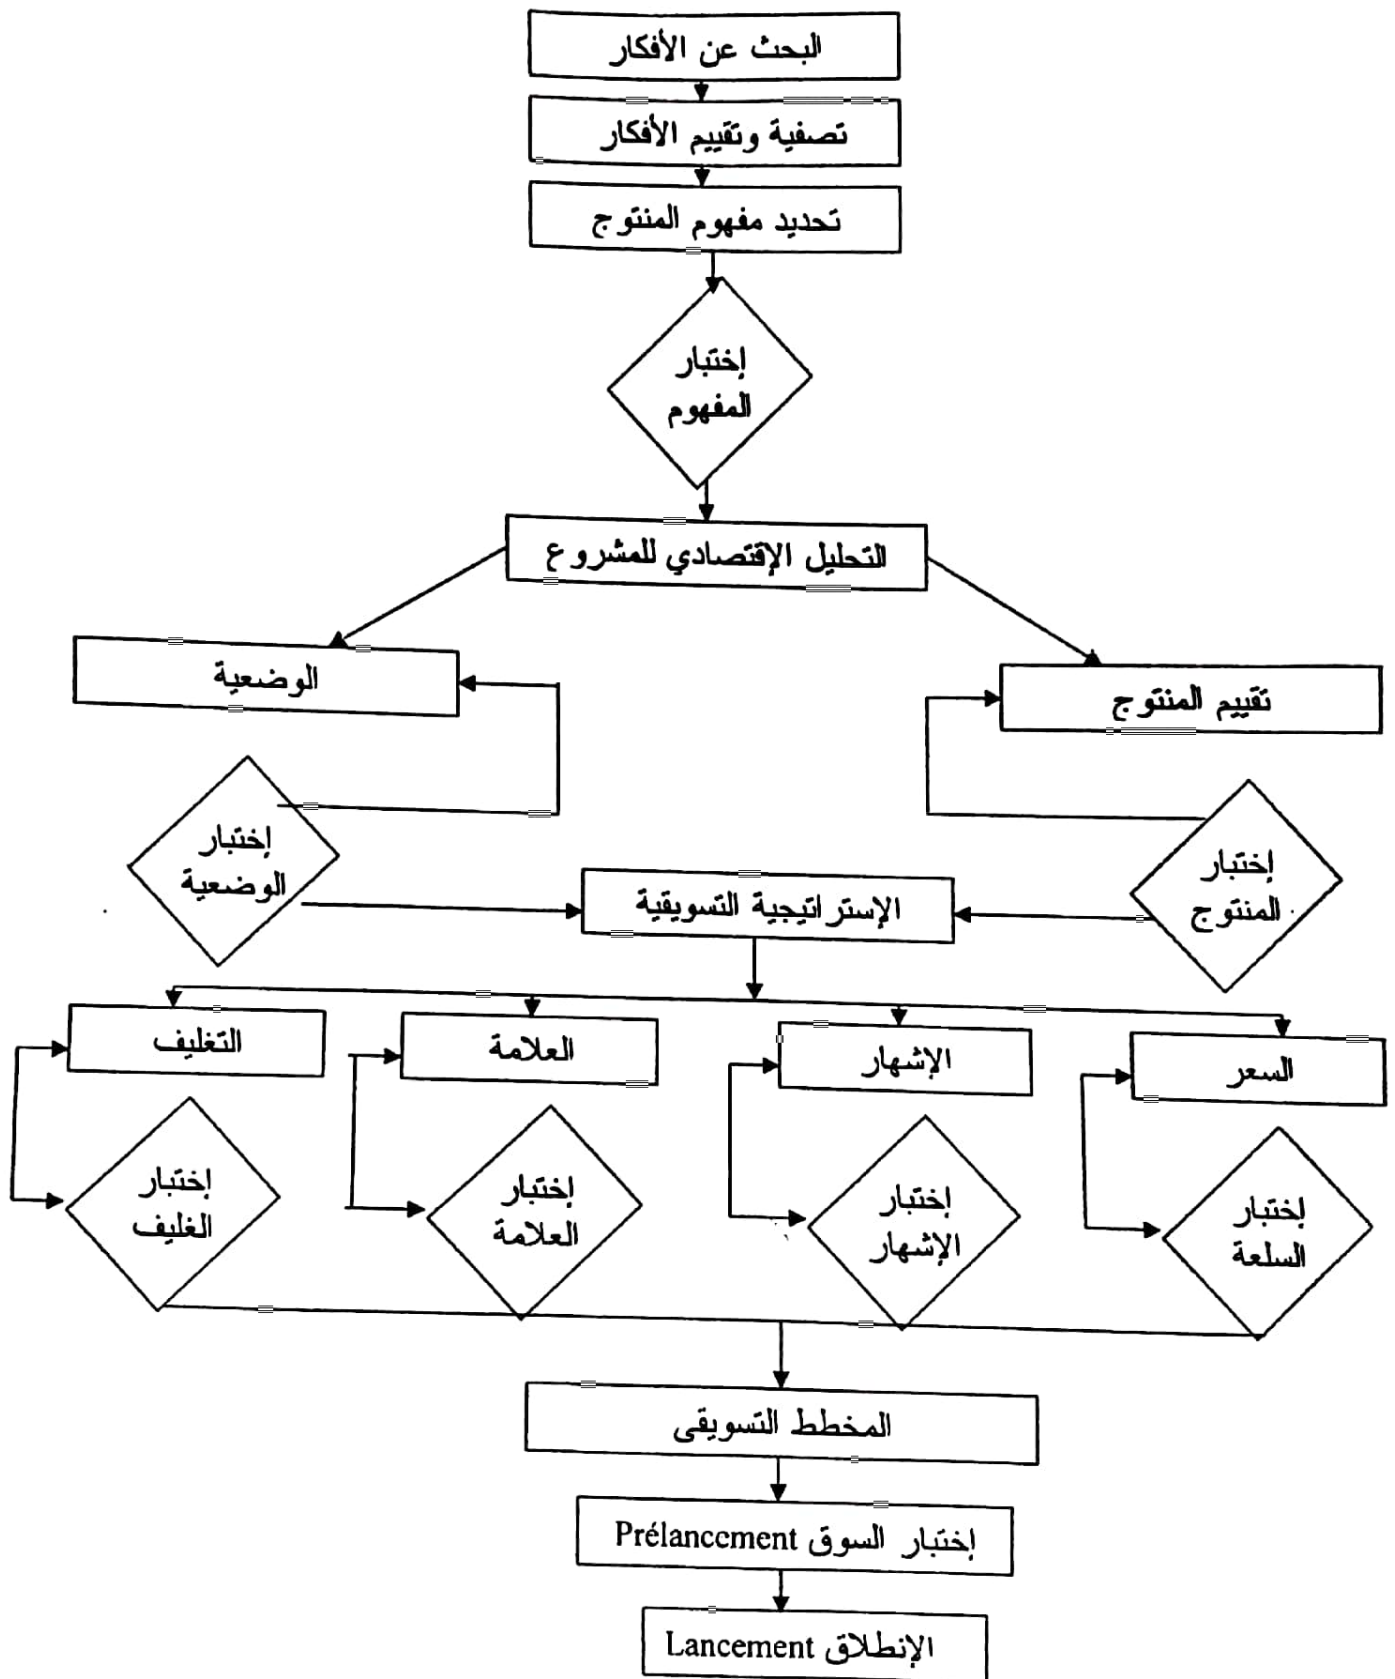 البحث عن الأفكار
تصفية وتقييم الأفكار
تحديد مفهوم المنتوج
إختبار
المفهوم
التحليل الإقتصادي للمشروع
تقييم المنتوج
الوضعية
إختبار
المنتوج
إختبار
الوضعية
الإستراتيجية التسويقية
السعر
الإشهار
العلامة
التغليف
إختبار
السلعة
إختبار
الإشهار
إختبار
العلامة
إختبار
الغليف
المخطط التسويقى
إختبار السوق Prélancement
الإنطلاق Lancement